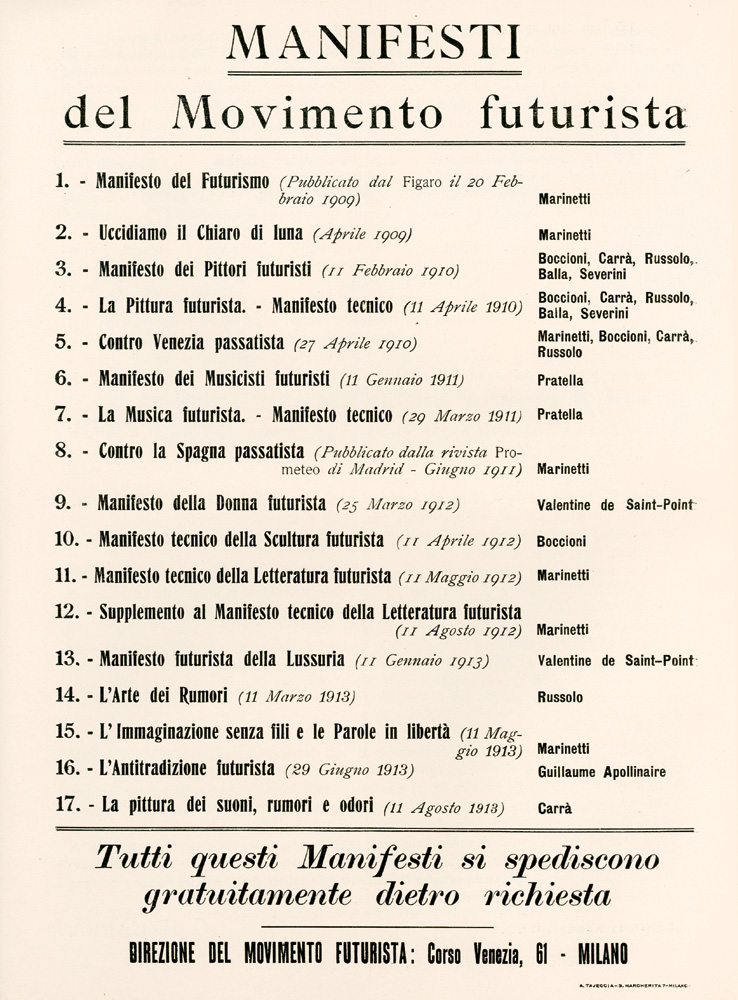 MANIFESTI
del Movimento futurista
1. - Manifesto del Futurismo (Pubblicato dal Figaro il 20 Feb-
braio 1909) Marinetti
2. - Uccidiamo il Chiaro di luna (Aprile 1909) Marinetti
3. - Manifesto dei Pittori futuristi (11 Febbraio 1910) Boccioni, Carrà, Russolo,
Balla, Severini
4. - La Pittura futurista. - Manifesto tecnico (11 Aprile 1910) Boccioni, Carrà, Russolo,
Balla, Severini
5. - Contro Venezia passatista (27 Aprile 1910) Marinetti, Boccioni, Carrà,
Russolo
6. - Manifesto dei Musicisti futuristi (11 Gennaio 1911) Pratella
7. - La Musica futurista. - Manifesto tecnico (29 Marzo 1911) Pratella
8. - Contro la Spagna passatista (Pubblicato dalla rivista Pro-
meteo di Madrid - Giugno 1911) Marinetti
9. - Manifesto della Donna futurista (25 Marzo 1912) Valentine de Saint-Point
10. - Manifesto tecnico della Scultura futurista (11 Aprile 1912) Boccioni
11. - Manifesto tecnico della Letteratura futurista (11 Maggio 1912) Marinetti
12. - Supplemento al Manifesto tecnico della Letteratura futurista
(11 Agosto 1912) Marinetti
13. - Manifesto futurista della Lussuria (11 Gennaio 1913) Valentine de Saint-Point
14. - L'Arte dei Rumori (11 Marzo 1913) Russolo
15. - L'Immaginazione senza fili e le Parole in libertà (11 Mag-
gio 1913) Marinetti
16. - L'Antitradizione futurista (29 Giugno 1913) Guillaume Apollinaire
17. - La pittura dei suoni, rumori e odori (11 Agosto 1913) Carrà
Tutti questi Manifesti si spediscono
gratuitamente dietro richiesta
DIREZIONE DEL MOVIMENTO FUTURISTA: Corso Venezia, 61 - MILANO
A. TAVEGGIA - S. MARGHERITA 7 - MILANO